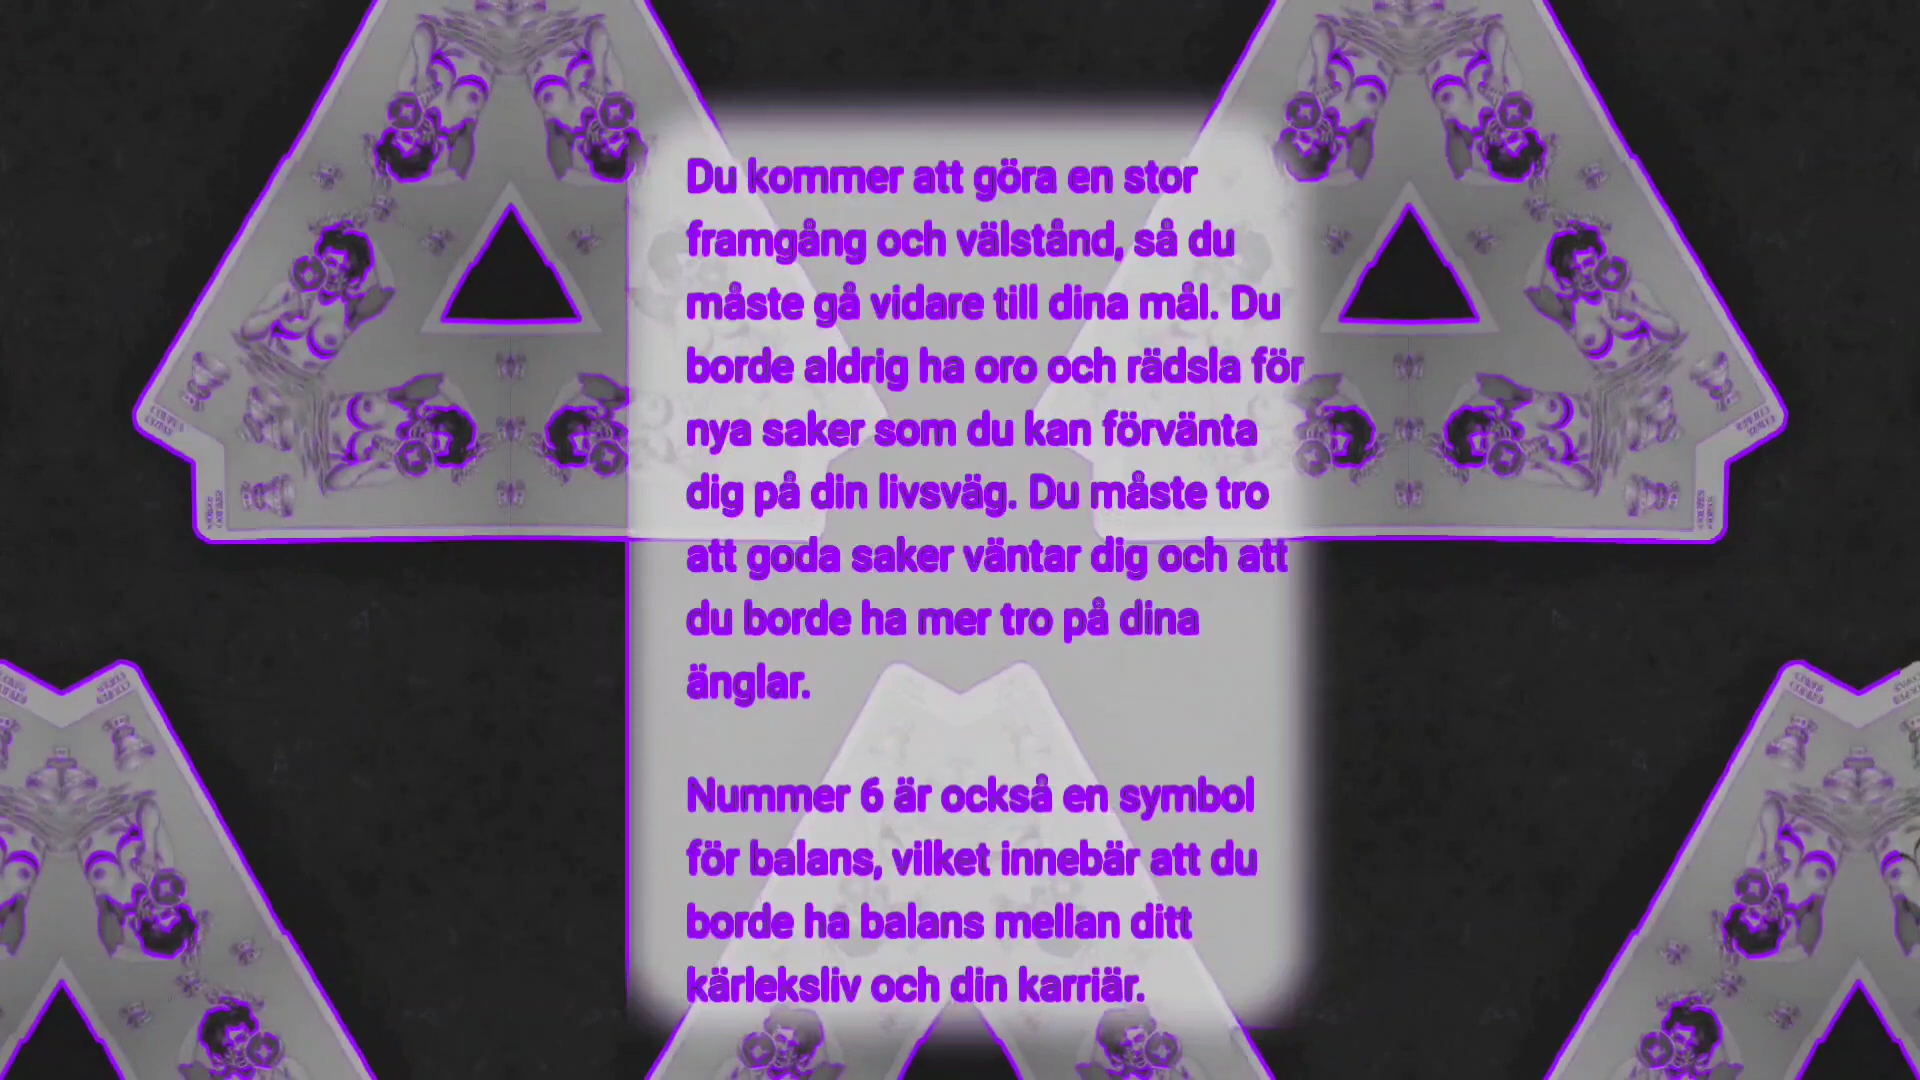 Du kommer att göra en stor
framgång och välstånd, så du
måste gå vidare till dina mål. Du
borde aldrig ha oro och rädsla för
nya saker som du kan förvänta
dig på din livsväg. Du måste tro
att goda saker väntar dig och att
du borde ha mer tro på dina
änglar.
Nummer 6 är också en symbol
för balans, vilket innebär att du
borde ha balans mellan ditt
kärleksliv och din karriär.